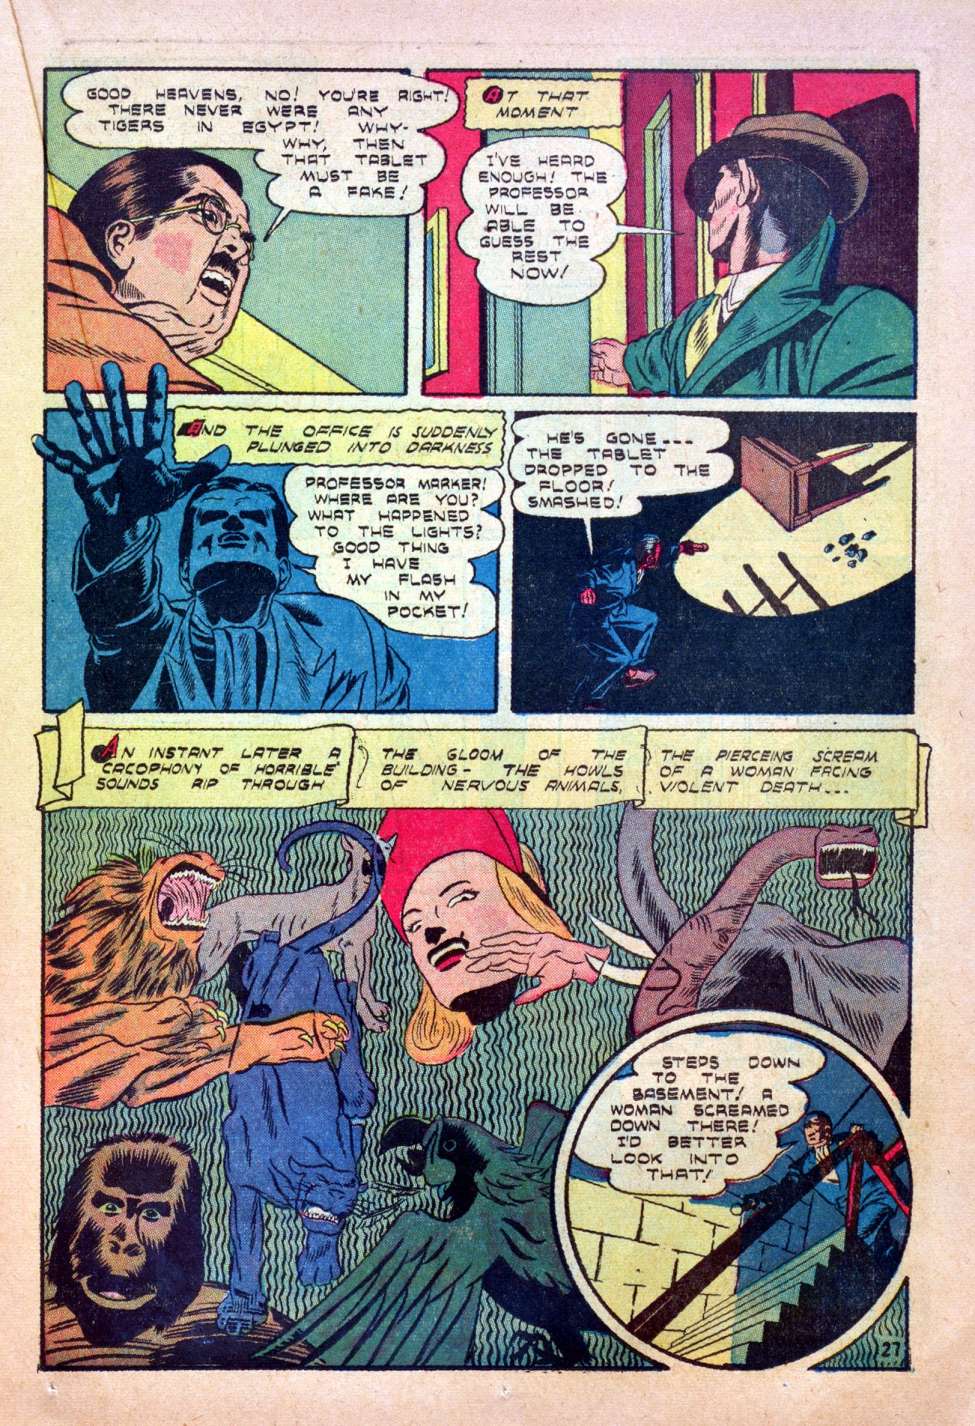 GOOD HEAVENS, NO! YOU'RE RIGHT!
THERE NEVER WERE ANY
TIGERS IN EGYPT! WHY-
WHY, THEN
THAT TABLET
MUST BE
A FAKE!
AT THAT
MOMENT
I'VE HEARD
ENOUGH! THE
PROFESSOR
WILL BE
ABLE TO
GUESS THE
REST
NOW!
AND THE OFFICE IS SUDDENLY
PLUNGED INTO DARKNESS
PROFESSOR MARKER!
WHERE ARE YOU?
WHAT HAPPENED
TO THE LIGHTS?
GOOD THING
I HAVE
MY FLASH
IN MY
POCKET!
HE'S GONE---
THE TABLET
DROPPED TO THE
FLOOR!
SMASHED!
AN INSTANT LATER A
CACOPHONY OF HORRIBLE
SOUNDS RIP THROUGH
THE GLOOM OF THE
BUILDING- THE HOWLS
OF NERVOUS ANIMALS,
THE PIERCEING SCREAM
OF A WOMAN FACING
VIOLENT DEATH...
STEPS DOWN
TO THE
BASEMENT! A
WOMAN SCREAMED
DOWN THERE!
I'D BETTER
LOOK INTO
THAT!
27